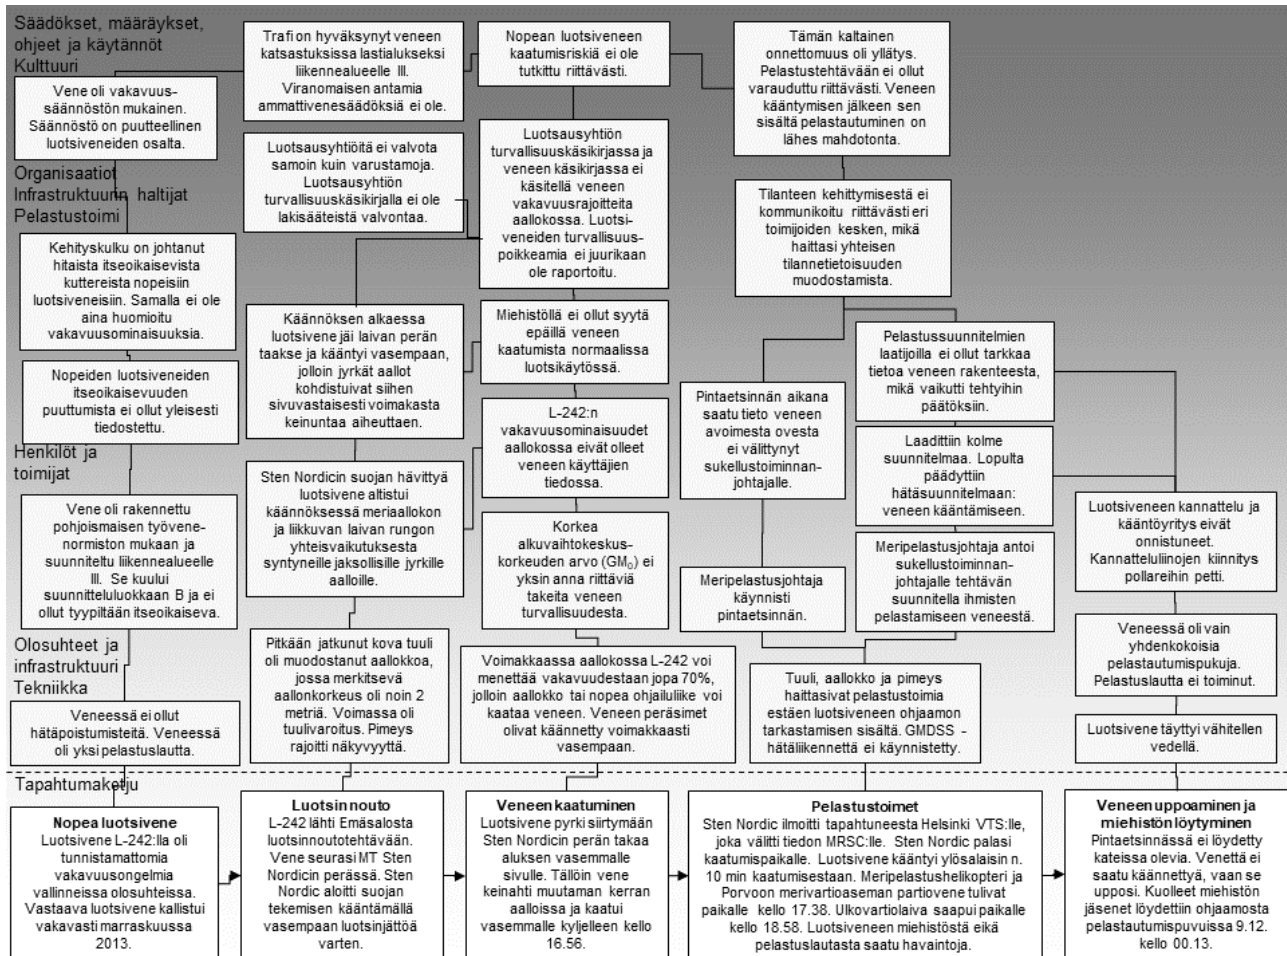 Säädökset, määräykset,
ohjeet ja käytännöt
Kulttuuri
Vene oli vakavuus-
säännöstön mukainen.
Säännöstö on puutteellinen
luotsiveneiden osalta.
Trafi on hyväksynyt veneen
katsastuksissa lastialukseksi
liikennealueelle III.
Viranomaisen antamia
ammattivenesäädöksiä ei ole.
Nopean luotsiveneen
kaatumisriskiä ei ole
tutkittu riittävästi.
Tämän kaltainen
onnettomuus oli yllätys.
Pelastustehtävään ei ollut
varauduttu riittävästi. Veneen
kääntymisen jälkeen sen
sisältä pelastautuminen on
lähes mahdotonta.
Luotsausyhtiöitä ei valvota
samoin kuin varustamoja.
Luotsausyhtiön
turvallisuuskäsikirjalla ei ole
lakisääteistä valvontaa.
Luotsausyhtiön
turvallisuuskäsikirjassa ja
veneen käsikirjassa ei
käsitellä veneen
vakavuusrajoitteita
aallokossa. Luotsi-
veneiden turvallisuus-
poikkeamia ei juurikaan
ole raportoitu.
Organisaatiot
Infrastruktuurin haltijat
Pelastustoimi
Tilanteen kehittymisestä ei
kommunikoitu riittävästi eri
toimijoiden kesken, mikä
haittasi yhteisen
tilannetietoisuuden
muodostamista.
Kehityskulku on johtanut
hitaista itseoikaisevista
kuttereista nopeisiin
luotsiveneisiin. Samalla ei ole
aina huomioitu
vakavuusominaisuuksia.
Käännöksen alkaessa
luotsivene jäi laivan perän
taakse ja kääntyi vasempaan,
jolloin jyrkät aallot
kohdistuivat siihen
sivuvastaisesti voimakasta
keinuntaa aiheuttaen.
Miehistöllä ei ollut syytä
epäillä veneen
kaatumista normaalissa
luotsikäytössä.
Pelastussuunnitelmien
laatijoilla ei ollut tarkkaa
tietoa veneen rakenteesta,
mikä vaikutti tehtyihin
päätöksiin.
Nopeiden luotsiveneiden
itseoikaisevuuden
puuttumista ei ollut yleisesti
tiedostettu.
Pintaetsinnän aikana
saatu tieto veneen
avoimesta ovesta
ei välittynyt
sukellustoiminnan-
johtajalle.
L-242:n
vakavuusominaisuudet
aallokossa eivät olleet
veneen käyttäjien
tiedossa.
Laadittiin kolme
suunnitelmaa. Lopulta
päädyttiin
hätäsuunnitelmaan:
veneen kääntämiseen.
Henkilöt ja
toimijat
Sten Nordicin suojan hävittyä
luotsivene altistui
käännöksessä meriaallokon
ja liikkuvan laivan rungon
yhteisvaikutuksesta
syntyneille jaksollisille jyrkille
aalloille.
Vene oli rakennettu
pohjoismaisen työvene-
normiston mukaan ja
suunniteltu liikennealueelle
III. Se kuului
suunnitteluluokkaan B ja ei
ollut tyypiltään itseoikaiseva.
Korkea
alkuvaihtokeskus-
korkeuden arvo (GM₀) ei
yksin anna riittäviä
takeita veneen
turvallisuudesta.
Luotsiveneen kannattelu ja
kääntöyritys eivät
onnistuneet.
Kannatteluliinojen kiinnitys
pollareihin petti.
Meripelastusjohtaja
käynnisti
pintaetsinnän.
Meripelastusjohtaja antoi
sukellustoiminnan-
johtajalle tehtävän
suunnitella ihmisten
pelastamiseen veneestä.
Olosuhteet ja
infrastruktuuri
Tekniikka
Pitkään jatkunut kova tuuli
oli muodostanut aallokkoa,
jossa merkitsevä
aallonkorkeus oli noin 2
metriä. Voimassa oli
tuulivaroitus. Pimeys
rajoitti näkyvyyttä.
Voimakkaassa aallokossa L-242 voi
menettää vakavuudestaan jopa 70%,
jolloin aallokko tai nopea ohjailuliike voi
kaataa veneen. Veneen peräsimet
olivat käännetty voimakkaasti
vasempaan.
Tuuli, aallokko ja pimeys
haittasivat pelastustoimia
estäen luotsiveneen ohjaamon
tarkastamisen sisältä. GMDSS -
hätäliikennettä ei käynnistetty.
Veneessä oli vain
yhdenkokoisia
pelastautumispukuja.
Pelastuslautta ei toiminut.
Veneessä ei ollut
hätäpoistumisteitä. Veneessä
oli yksi pelastuslautta.
Luotsivene täyttyi vähitellen
vedellä.
Tapahtumaketju
Nopea luotsivene
Luotsivene L-242:lla oli
tunnistamattomia
vakavuusongelmia
vallinneissa olosuhteissa.
Vastaava luotsivene kallistui
vakavasti marraskuussa
2013.
Luotsin nouto
L-242 lähti Emäsalosta
luotsinnoutotehtävään.
Vene seurasi MT Sten
Nordicin perässä. Sten
Nordic aloitti suojan
tekemisen kääntämällä
vasempaan luotsinjättöä
varten.
Veneen kaatuminen
Luotsivene pyrki siirtymään
Sten Nordicin perän takaa
aluksen vasemmalle
sivulle. Tällöin vene
keinahti muutaman kerran
aalloissa ja kaatui
vasemmalle kyljelleen kello
16.56.
Pelastustoimet
Sten Nordic ilmoitti tapahtuneesta Helsinki VTS:lle,
joka välitti tiedon MRSC:lle. Sten Nordic palasi
kaatumispaikalle. Luotsivene kääntyi ylösalaisin n.
10 min kaatumisestaan. Meripelastushelikopteri ja
Porvoon merivartioaseman partiovene tulivat
paikalle kello 17.38. Ulkovartiolaiva saapui paikalle
kello 18.58. Luotsiveneen miehistöstä eikä
pelastuslautasta saatu havaintoja.
Veneen uppoaminen ja
miehistön löytyminen
Pintaetsinnässä ei löydetty
kateissa olevia. Venettä ei
saatu käännettyä, vaan se
upposi. Kuolleet miehistön
jäsenet löydettiin ohjaamosta
pelastautumispuvuissa 9.12.
kello 00.13.